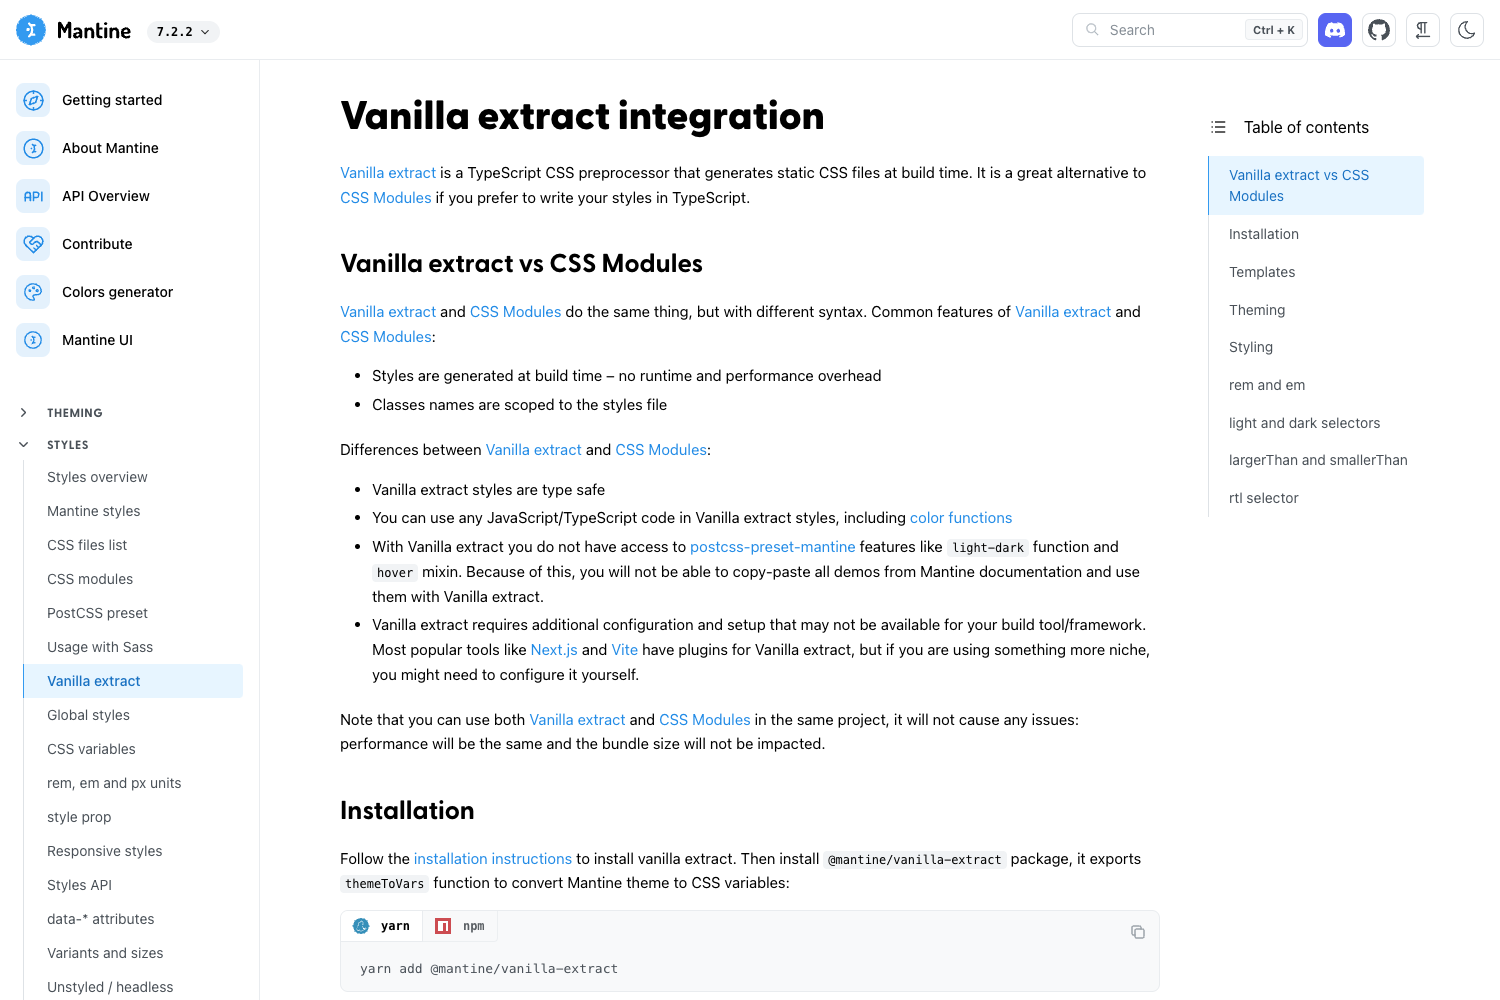 Mantine
7.2.2
Search
Ctrl + K
Getting started
About Mantine
API
API Overview
Contribute
Colors generator
Mantine UI
THEMING
STYLES
Styles overview
Mantine styles
CSS files list
CSS modules
PostCSS preset
Usage with Sass
Vanilla extract
Global styles
CSS variables
rem, em and px units
style prop
Responsive styles
Styles API
data-* attributes
Variants and sizes
Unstyled / headless
Vanilla extract integration
Vanilla extract is a TypeScript CSS preprocessor that generates static CSS files at build time. It is a great alternative to
CSS Modules if you prefer to write your styles in TypeScript.
Vanilla extract vs CSS Modules
Vanilla extract and CSS Modules do the same thing, but with different syntax. Common features of Vanilla extract and
CSS Modules:
• Styles are generated at build time – no runtime and performance overhead
• Classes names are scoped to the styles file
Differences between Vanilla extract and CSS Modules:
• Vanilla extract styles are type safe
• You can use any JavaScript/TypeScript code in Vanilla extract styles, including color functions
• With Vanilla extract you do not have access to postcss-preset-mantine features like light-dark function and
hover mixin. Because of this, you will not be able to copy-paste all demos from Mantine documentation and use
them with Vanilla extract.
• Vanilla extract requires additional configuration and setup that may not be available for your build tool/framework.
Most popular tools like Next.js and Vite have plugins for Vanilla extract, but if you are using something more niche,
you might need to configure it yourself.
Note that you can use both Vanilla extract and CSS Modules in the same project, it will not cause any issues:
performance will be the same and the bundle size will not be impacted.
Installation
Follow the installation instructions to install vanilla extract. Then install @mantine/vanilla-extract package, it exports
themeToVars function to convert Mantine theme to CSS variables:
yarn
npm
yarn add @mantine/vanilla-extract
Table of contents
Vanilla extract vs CSS
Modules
Installation
Templates
Theming
Styling
rem and em
light and dark selectors
largerThan and smallerThan
rtl selector